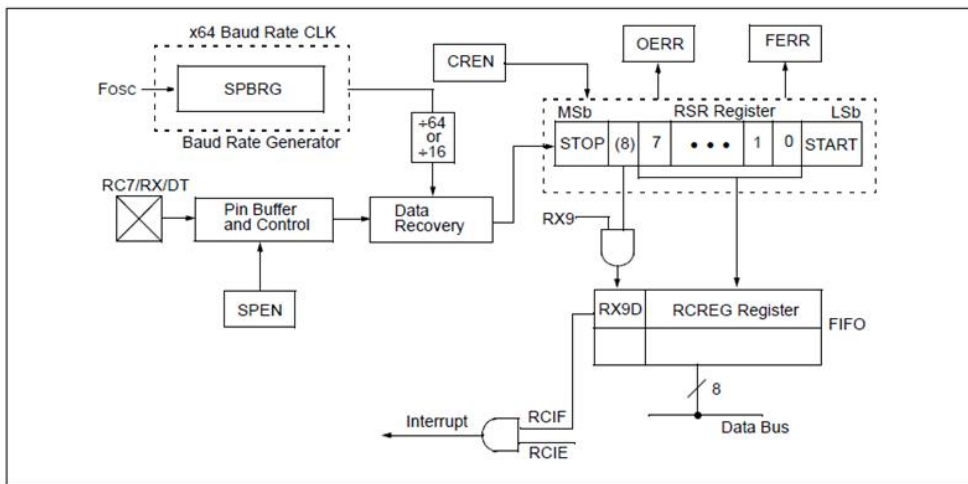 x64 Baud Rate CLK
Fosc
SPBRG
Baud Rate Generator
CREN
OERR
FERR
÷64
or
÷16
MSb
RSR Register
LSb
STOP
(8)
7
• • •
1
0
START
RC7/RX/DT
Pin Buffer
and Control
Data
Recovery
RX9
SPEN
RX9D
RCREG Register
FIFO
8
Interrupt
RCIF
RCIE
Data Bus